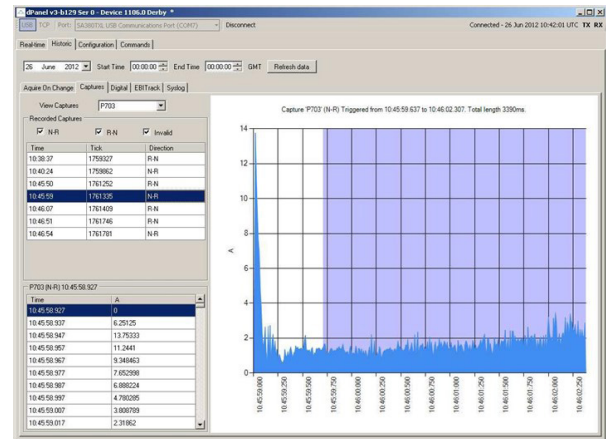 dPanel v3-b129 Ser 0 - Device 1106.0 Derby *
USB TCP Port: SA380TXL USB Communications Port (COM7) Disconnect Connected - 26 Jun 2012 10:42:01 UTC TX RX
Real-time Historic Configuration Commands
26 June 2012 Start Time 00:00:00 End Time 00:00:00 GMT Refresh data
Aquire On Change Captures Digital EBITrack Syslog
View Captures P703
Recorded Captures
N-R R-N Invalid
Time Tick Direction
10:38:37 1759327 R-N
10:40:24 1759862 R-N
10:45:50 1761252 R-N
10:45:59 1761335 N-R
10:46:07 1761409 R-N
10:46:51 1761746 N-R
10:46:54 1761781 N-R
P703 (N-R) 10:45:58.927
Time A
10:45:58.927 0
10:45:58.937 6.25125
10:45:58.947 13.75333
10:45:58.957 11.2441
10:45:58.967 9.348463
10:45:58.977 7.652998
10:45:58.987 6.888224
10:45:58.997 4.780285
10:45:59.007 3.808789
10:45:59.017 2.31862
Capture 'P703' (N-R) Triggered from 10:45:59.637 to 10:46:02.307. Total length 3390ms.
14
12
10
8
6
4
2
0
A
10:45:59.000
10:45:59.250
10:45:59.500
10:45:59.750
10:46:00.000
10:46:00.250
10:46:00.500
10:46:00.750
10:46:01.000
10:46:01.250
10:46:01.500
10:46:01.750
10:46:02.000
10:46:02.250